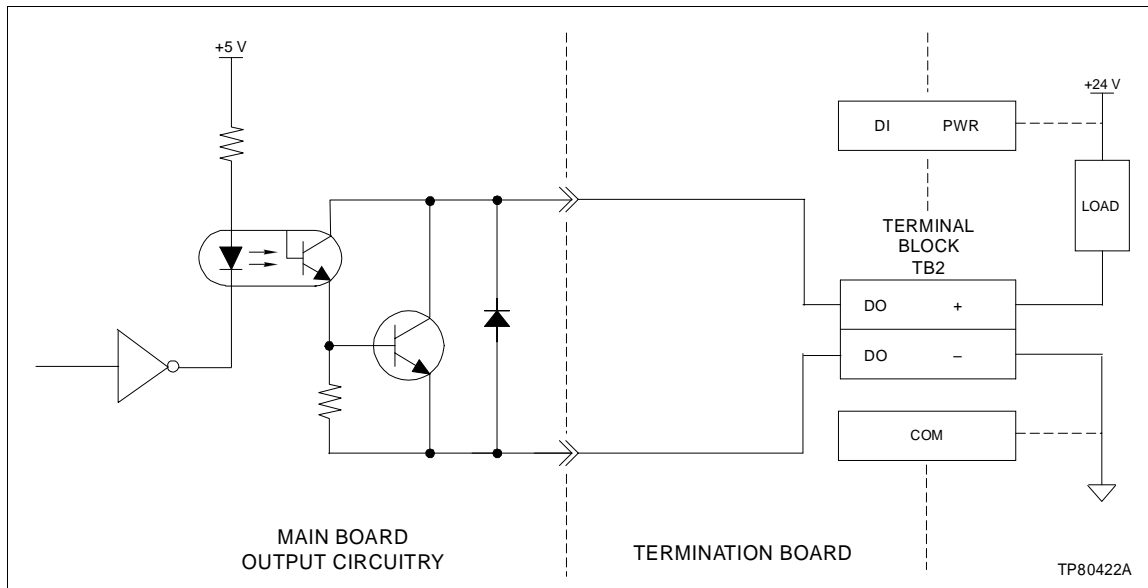 +5 V
+24 V
DI PWR
LOAD
TERMINAL
BLOCK
TB2
DO +
DO –
COM
MAIN BOARD
OUTPUT CIRCUITRY
TERMINATION BOARD
TP80422A